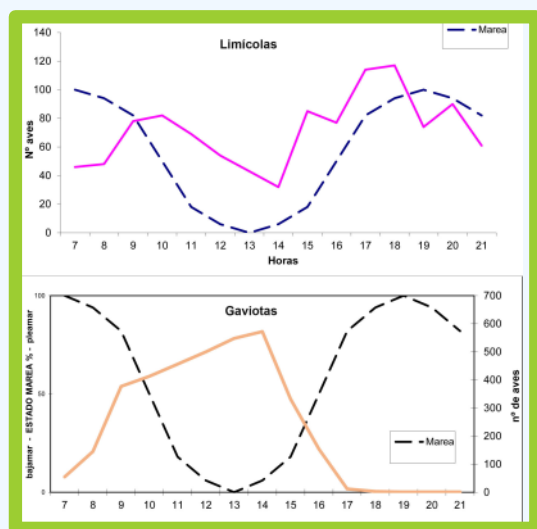 Limícolas
Marea
140
120
100
80
60
40
20
0
Nº aves
7 8 9 10 11 12 13 14 15 16 17 18 19 20 21
Horas
Gaviotas
100
50
0
bajamar - ESTADO MAREA % - pleamar
700
600
500
400
300
200
100
0
nº de aves
Marea
7 8 9 10 11 12 13 14 15 16 17 18 19 20 21